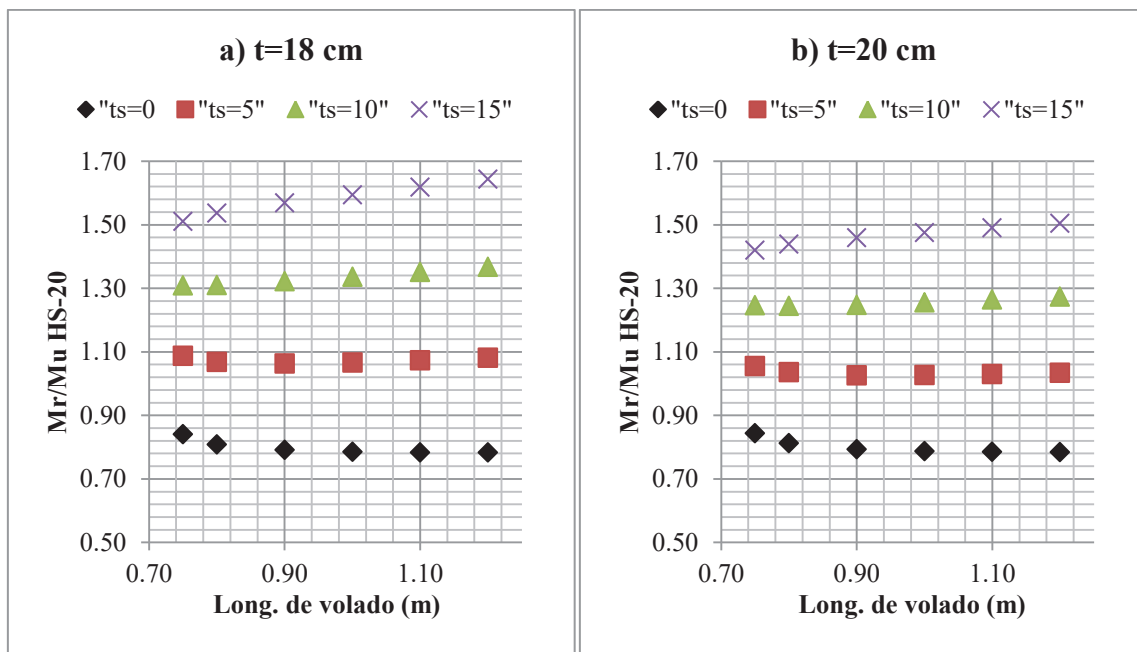 a) t=18 cm
"ts=0 "ts=5" "ts=10" "ts=15"
1.70
1.50
1.30
1.10
0.90
0.70
0.50
0.70 0.90 1.10
Mr/Mu HS-20
Long. de volado (m)
b) t=20 cm
"ts=0 "ts=5" "ts=10" "ts=15"
1.70
1.50
1.30
1.10
0.90
0.70
0.50
0.70 0.90 1.10
Mr/Mu HS-20
Long. de volado (m)